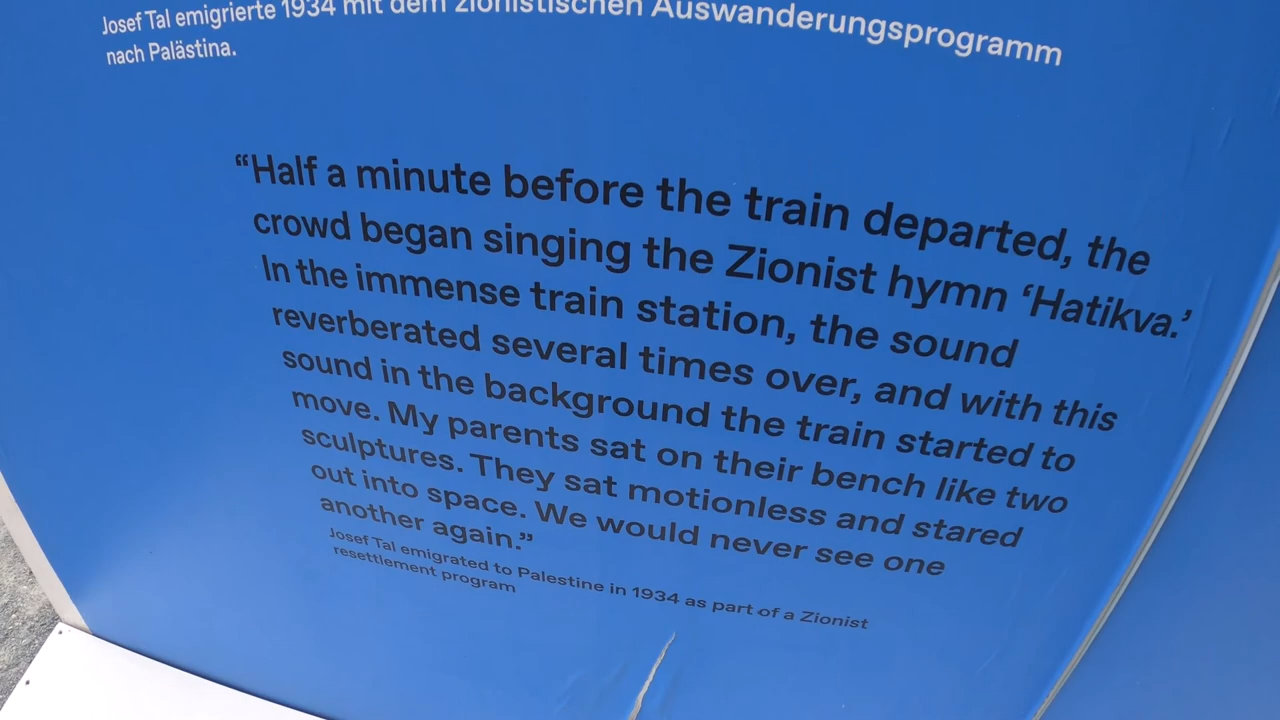 Josef Tal emigrierte 1934 mit dem zionistischen Auswanderungsprogramm
nach Palästina.
“Half a minute before the train departed, the
crowd began singing the Zionist hymn ‘Hatikva.’
In the immense train station, the sound
reverberated several times over, and with this
sound in the background the train started to
move. My parents sat on their bench like two
sculptures. They sat motionless and stared
out into space. We would never see one
another again.”
Josef Tal emigrated to Palestine in 1934 as part of a Zionist
resettlement program